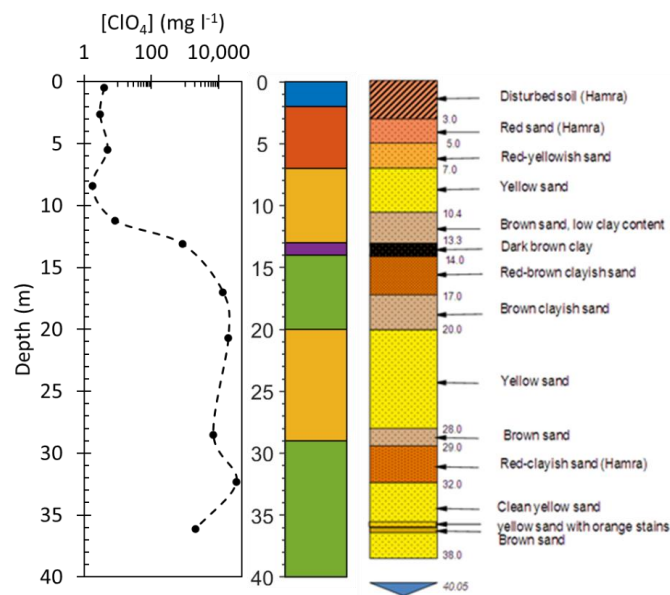 [ClO₄] (mg l⁻¹)
1 100 10,000
Depth (m)
0
5
10
15
20
25
30
35
40
0
5
10
15
20
25
30
35
40
Disturbed soil (Hamra)
3.0
Red sand (Hamra)
5.0
Red-yellowish sand
7.0
Yellow sand
10.4
Brown sand, low clay content
13.3
Dark brown clay
14.0
Red-brown clayish sand
17.0
Brown clayish sand
20.0
Yellow sand
28.0
Brown sand
29.0
Red-clayish sand (Hamra)
32.0
Clean yellow sand
yellow sand with orange stains
Brown sand
38.0
40.05